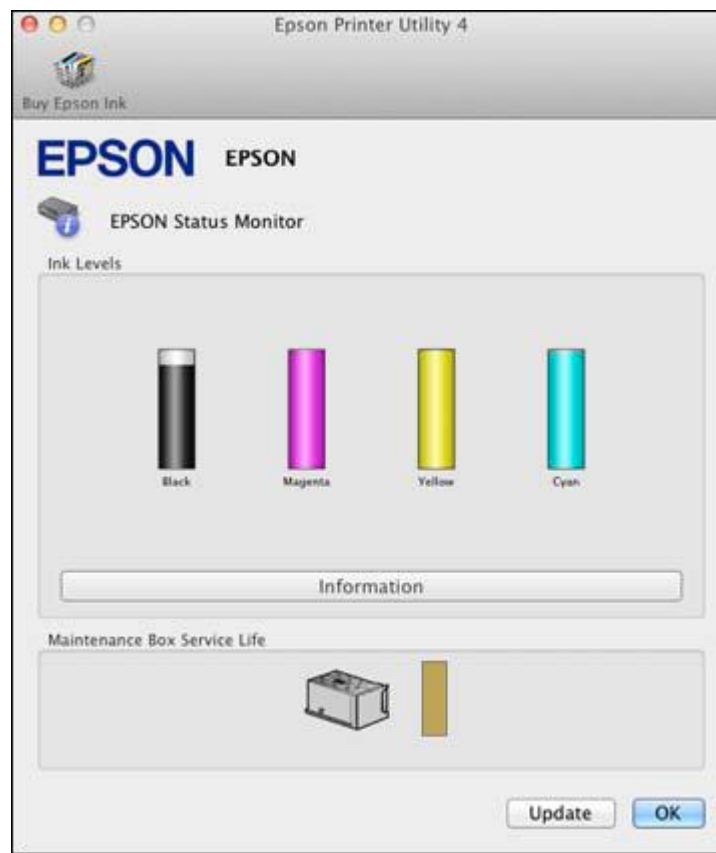 Epson Printer Utility 4
Buy Epson Ink
EPSON EPSON
EPSON Status Monitor
Ink Levels
Black Magenta Yellow Cyan
Information
Maintenance Box Service Life
Update OK